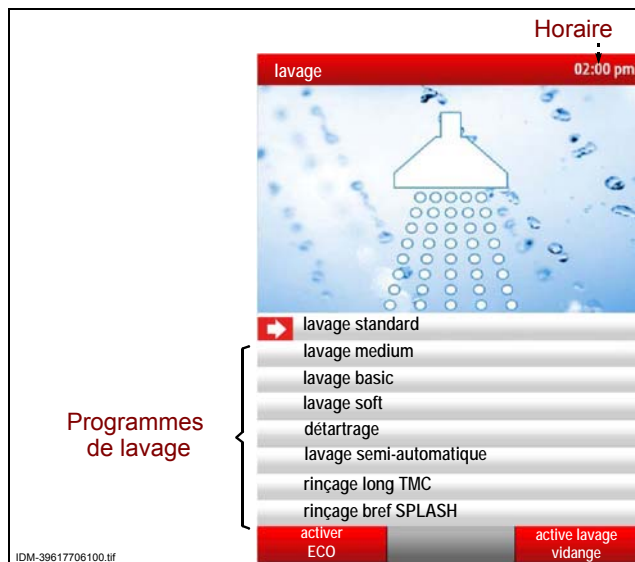 Horaire
lavage 02:00 pm
lavage standard
lavage medium
lavage basic
lavage soft
détartrage
lavage semi-automatique
rinçage long TMC
rinçage bref SPLASH
Programmes
de lavage
activer
ECO
active lavage
vidange
IDM-39617706100.tif